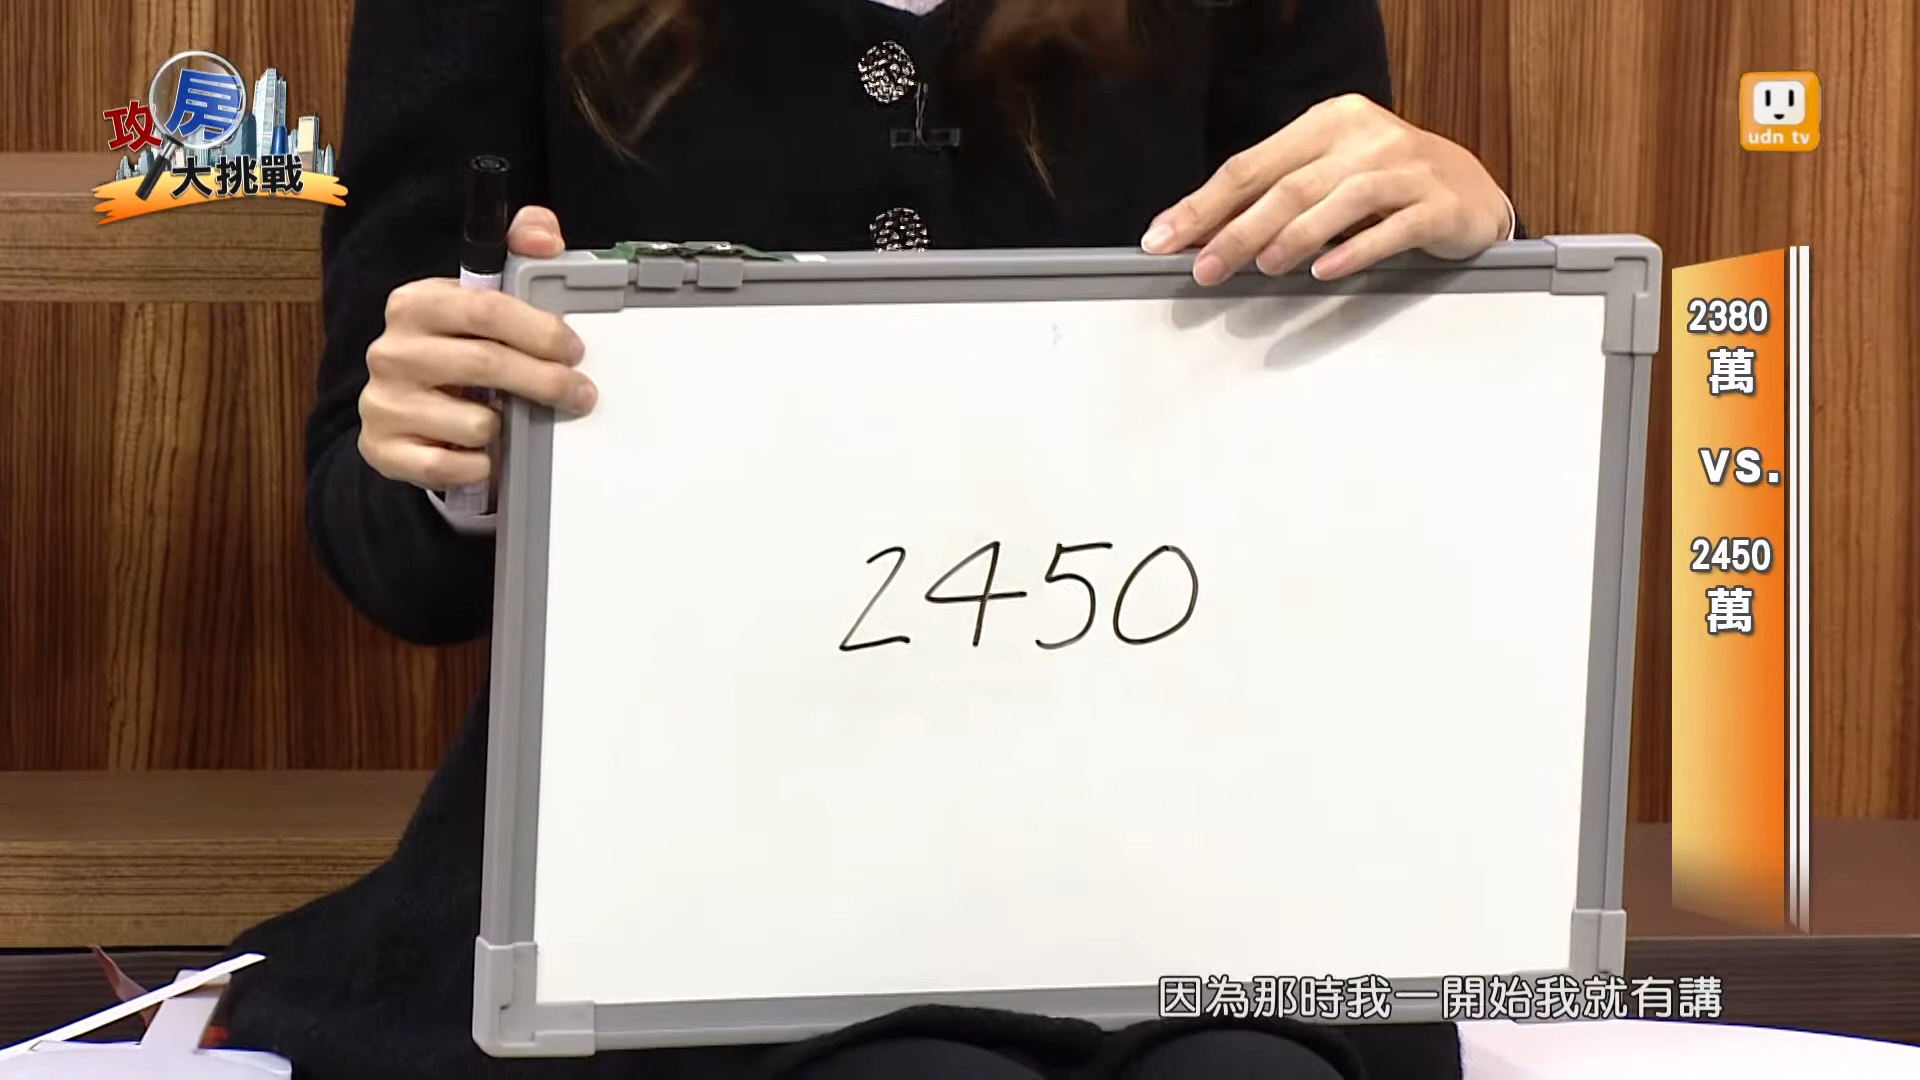 攻房
大挑戰
udn tv
2380
萬
vs.
2450
萬
2450
因為那時我一開始我就有講